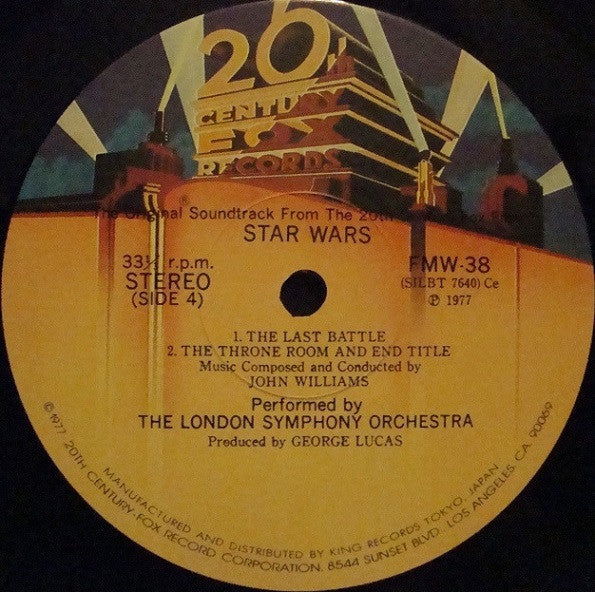 20th
CENTURY
FOX
RECORDS
®
The Original Soundtrack From The 20th
STAR WARS
33⅓ r.p.m.
STEREO
(SIDE 4)
FMW-38
(SILBT 7640) Ce
℗ 1977
1. THE LAST BATTLE
2. THE THRONE ROOM AND END TITLE
Music Composed and Conducted by
JOHN WILLIAMS
Performed by
THE LONDON SYMPHONY ORCHESTRA
Produced by GEORGE LUCAS
MANUFACTURED AND DISTRIBUTED BY KING RECORDS TOKYO, JAPAN
©1977 20TH CENTURY-FOX RECORD CORPORATION. 8544 SUNSET BLVD. LOS ANGELES, CA. 90069